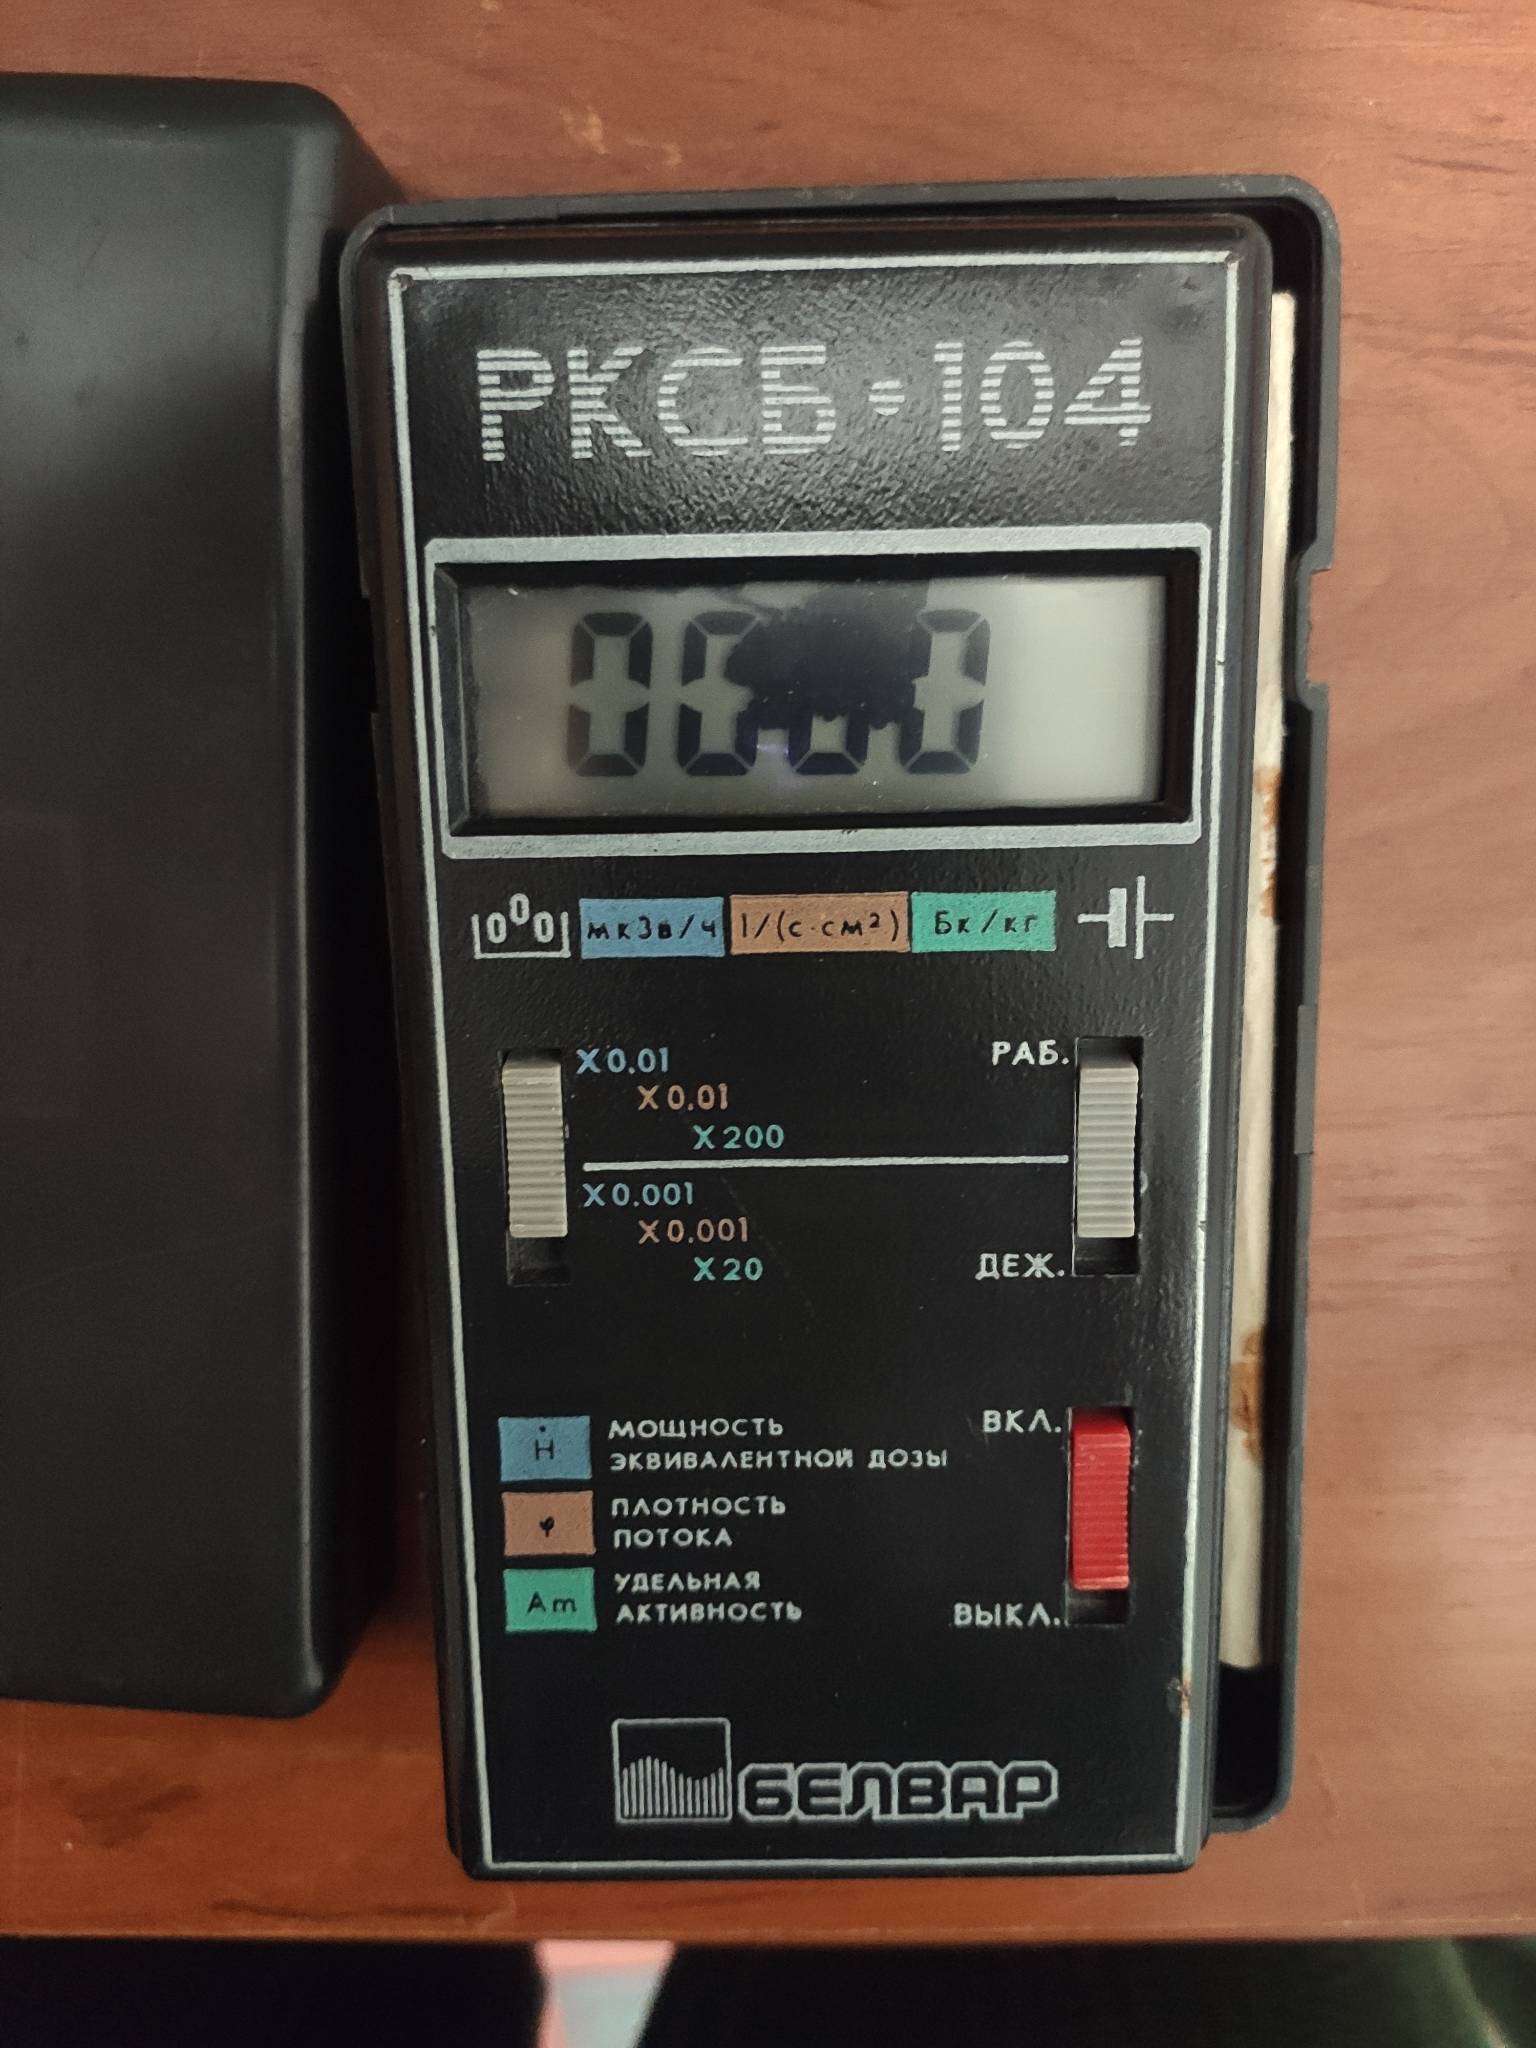 РКСБ•104
мкЗв/ч 1/(с·см²) Бк/кг
X0.01 РАБ.
X0.01
X200
X0.001
X0.001
X20 ДЕЖ.
Ḣ МОЩНОСТЬ ВКЛ.
ЭКВИВАЛЕНТНОЙ ДОЗЫ
φ ПЛОТНОСТЬ
ПОТОКА
Am УДЕЛЬНАЯ
АКТИВНОСТЬ ВЫКЛ.
БЕЛВАР